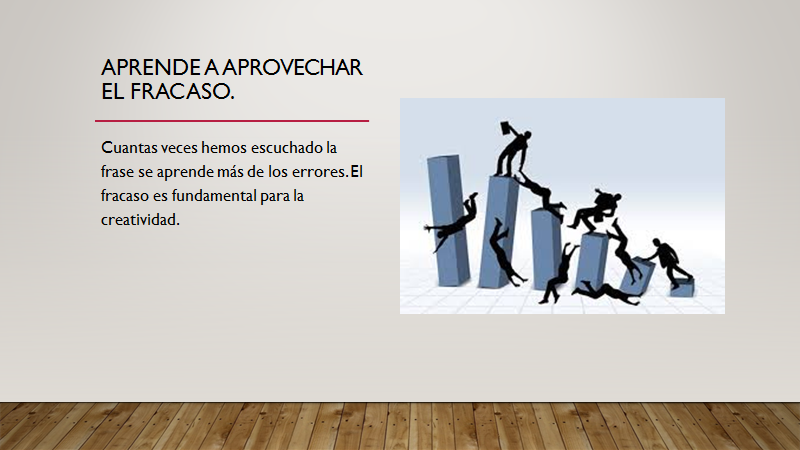 APRENDE A APROVECHAR
EL FRACASO.
Cuantas veces hemos escuchado la
frase se aprende más de los errores. El
fracaso es fundamental para la
creatividad.